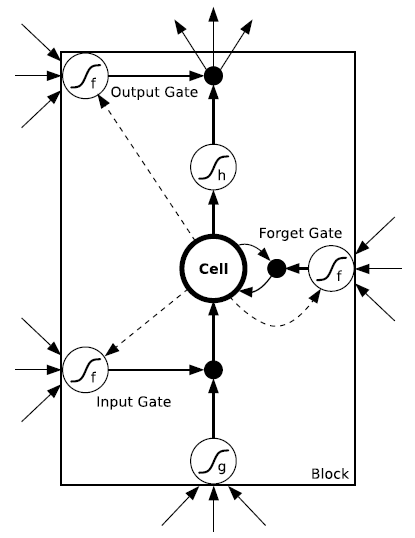 f
Output Gate
h
Forget Gate
Cell
f
f
Input Gate
g
Block